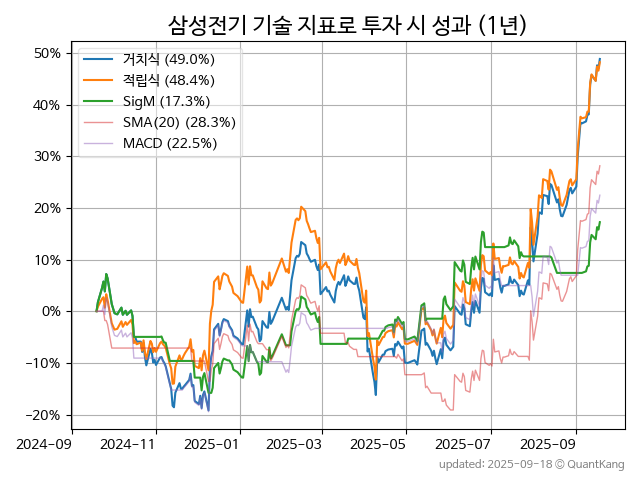 삼성전기 기술 지표로 투자 시 성과 (1년)
거치식 (49.0%)
적립식 (48.4%)
SigM (17.3%)
SMA(20) (28.3%)
MACD (22.5%)
50%
40%
30%
20%
10%
0%
−10%
−20%
2024-09 2024-11 2025-01 2025-03 2025-05 2025-07 2025-09
updated: 2025-09-18 ⓒ QuantKang